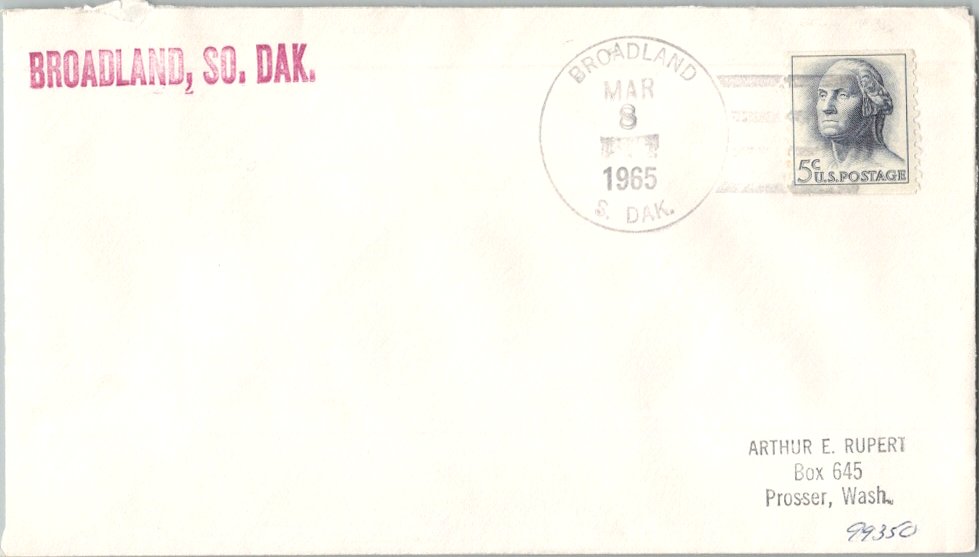 BROADLAND, SO. DAK.
BROADLAND
MAR
8
1965
S. DAK.
5c
U.S. POSTAGE
ARTHUR E. RUPERT
Box 645
Prosser, Wash.
99350